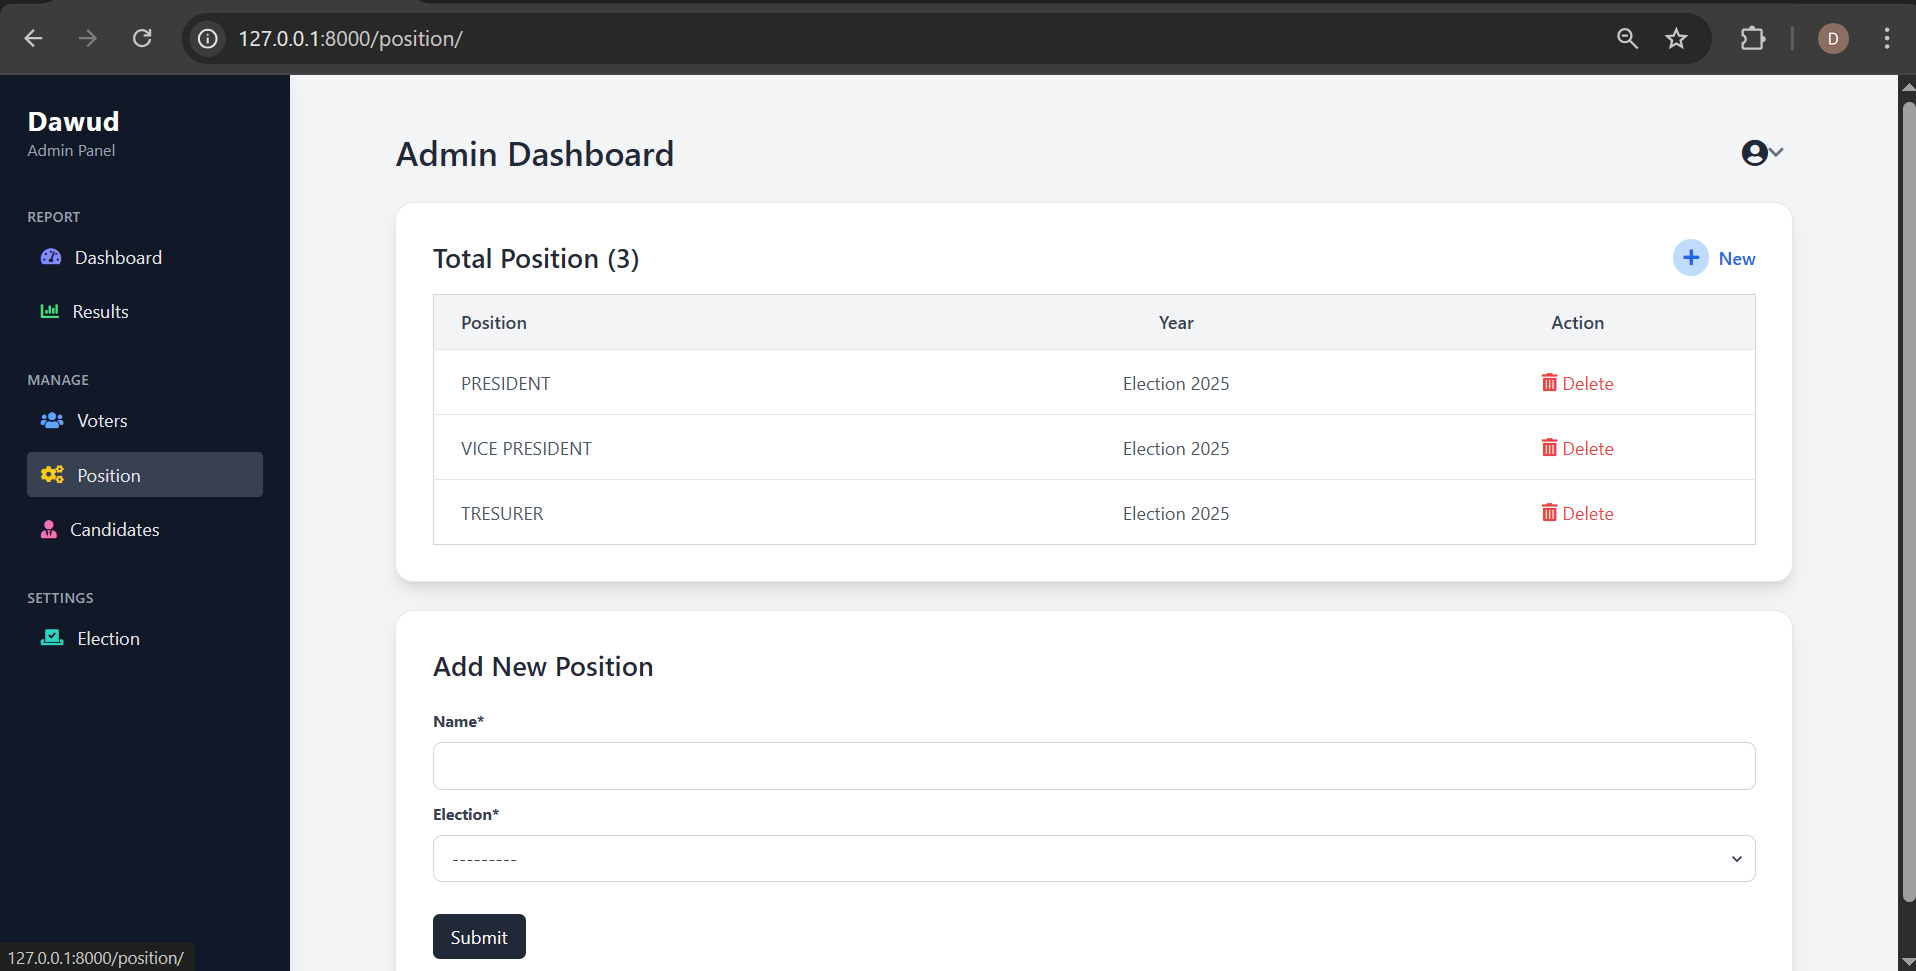 127.0.0.1:8000/position/
D
Dawud
Admin Panel
REPORT
Dashboard
Results
MANAGE
Voters
Position
Candidates
SETTINGS
Election
Admin Dashboard
Total Position (3)
New
Position Year Action
PRESIDENT Election 2025 Delete
VICE PRESIDENT Election 2025 Delete
TRESURER Election 2025 Delete
Add New Position
Name*
Election*
---------
Submit
127.0.0.1:8000/position/